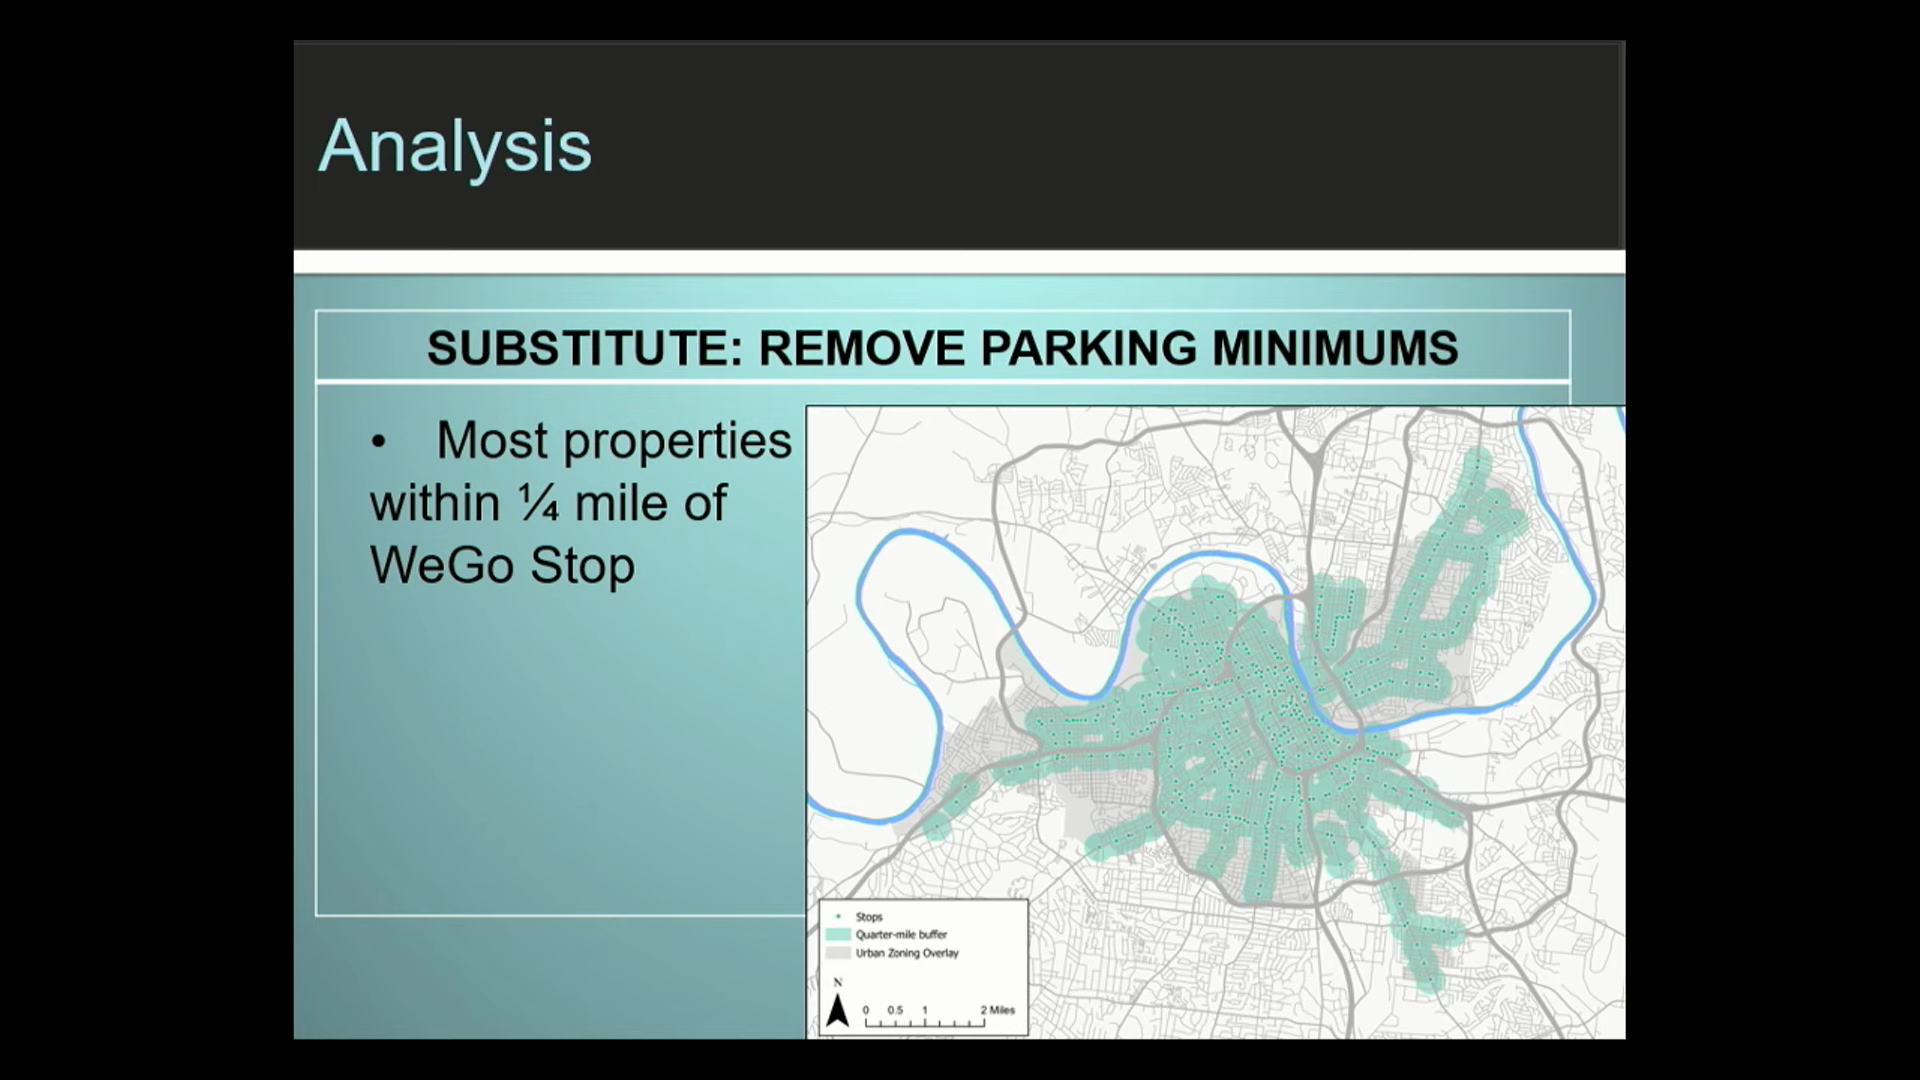 Analysis
SUBSTITUTE: REMOVE PARKING MINIMUMS
• Most properties
within ¼ mile of
WeGo Stop
Stops
Quarter-mile buffer
Urban Zoning Overlay
N
0 0.5 1 2 Miles